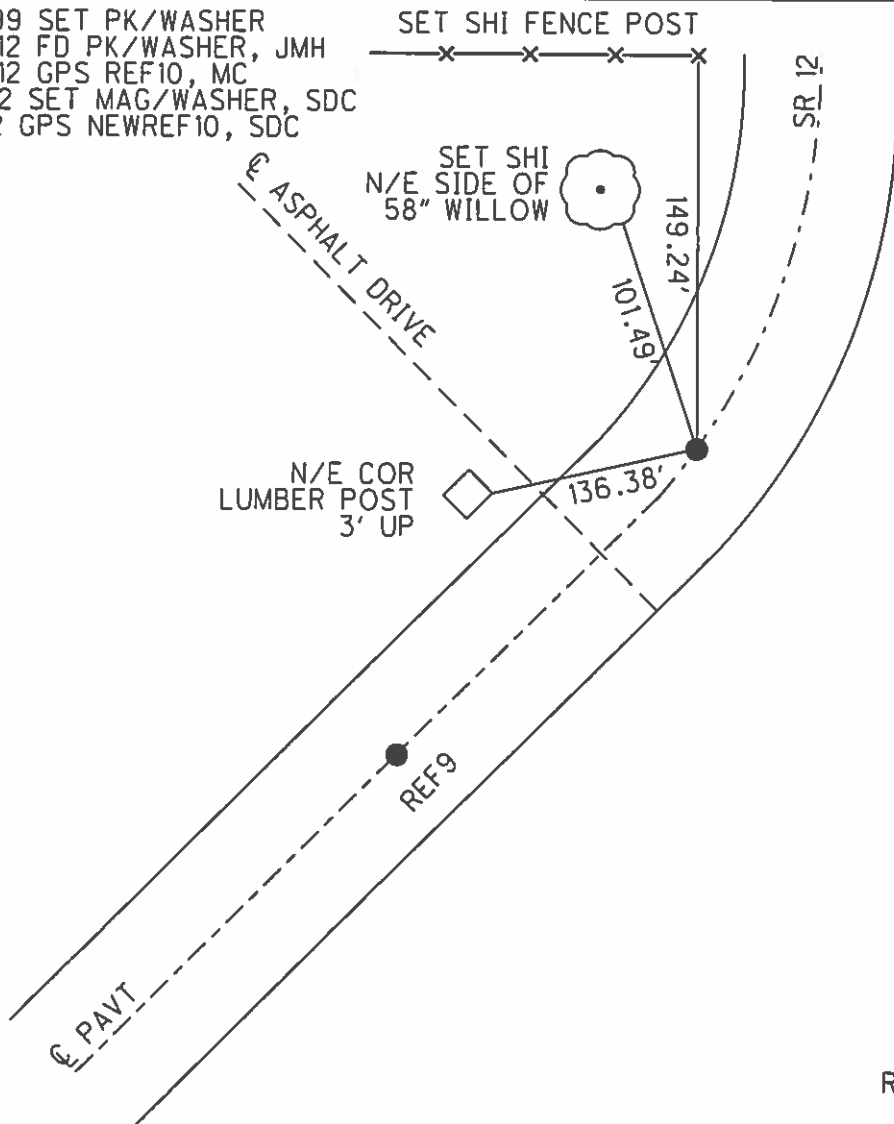 99 SET PK/WASHER
12 FD PK/WASHER, JMH
12 GPS REF10, MC
2 SET MAG/WASHER, SDC
GPS NEWREF10, SDC
SET SHI FENCE POST
SR 12
SET SHI
N/E SIDE OF
58" WILLOW
℄ ASPHALT DRIVE
149.24'
101.49'
N/E COR
LUMBER POST
3' UP
136.38'
REF9
℄ PAVT
R